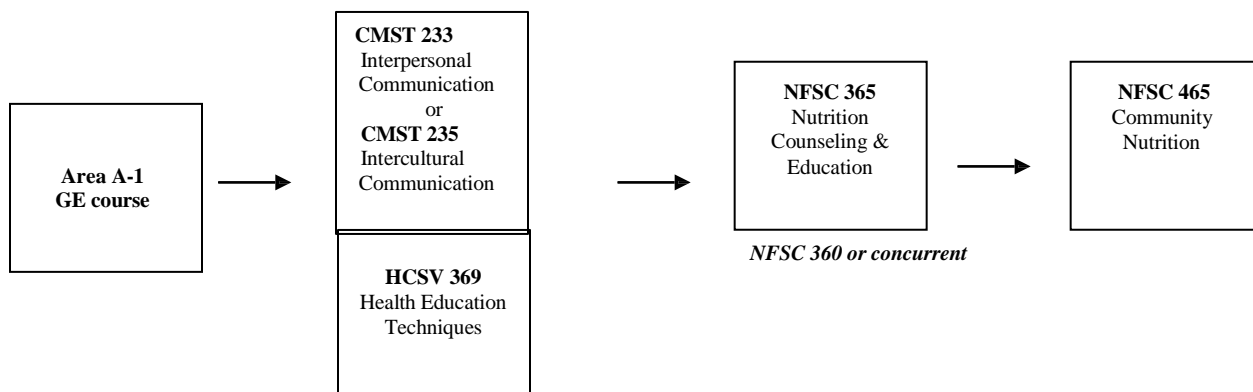 Area A-1
GE course
CMST 233
Interpersonal
Communication
or
CMST 235
Intercultural
Communication
HCSV 369
Health Education
Techniques
NFSC 365
Nutrition
Counseling &
Education
NFSC 360 or concurrent
NFSC 465
Community
Nutrition